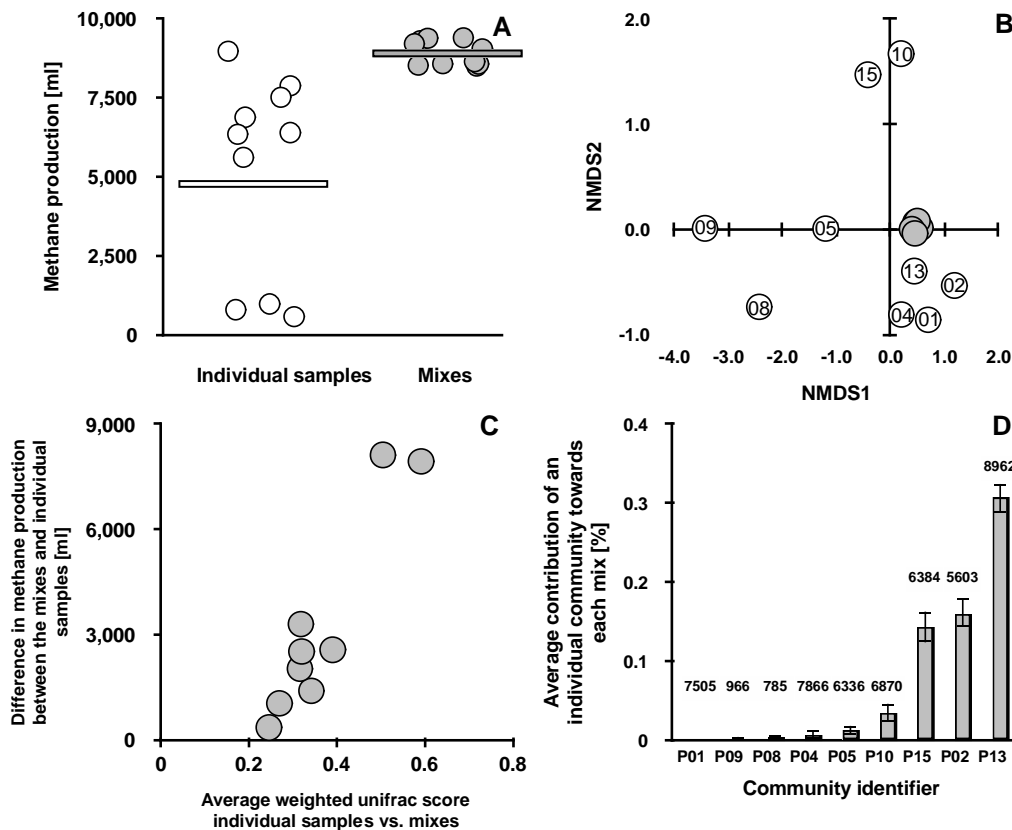 A
Methane production [ml]
10,000
7,500
5,000
2,500
0
Individual samples
Mixes
B
NMDS2
2.0
1.0
0.0
-1.0
10
15
09
05
13
02
08
04
01
-4.0
-3.0
-2.0
-1.0
0.0
1.0
2.0
NMDS1
C
Difference in methane production
between the mixes and individual
samples [ml]
9,000
6,000
3,000
0
0
0.2
0.4
0.6
0.8
Average weighted unifrac score
individual samples vs. mixes
D
Average contribution of an
individual community towards
each mix [%]
0.4
0.3
0.2
0.1
0
7505
966
785
7866
6336
6870
6384
5603
8962
P01
P09
P08
P04
P05
P10
P15
P02
P13
Community identifier